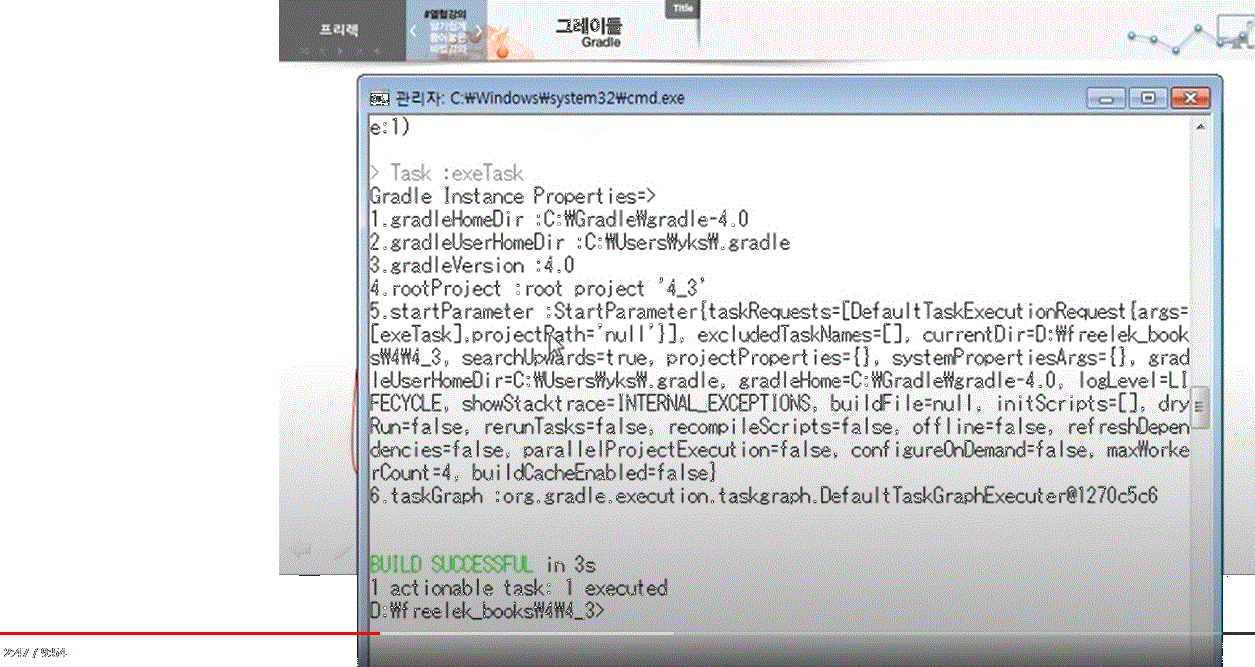 프리렉
#열혈강의
그레이들
Gradle
Title
관리자: C:₩Windows₩system32₩cmd.exe
e:1)
> Task :exeTask
Gradle Instance Properties=>
1.gradleHomeDir :C:₩Gradle₩gradle-4.0
2.gradleUserHomeDir :C:₩Users₩yks₩.gradle
3.gradleVersion :4.0
4.rootProject :root project '4_3'
5.startParameter :StartParameter{taskRequests=[DefaultTaskExecutionRequest{args=
[exeTask],projectPath='null'}], excludedTaskNames=[], currentDir=D:₩freelek_book
s₩4₩4_3, searchUpwards=true, projectProperties={}, systemPropertiesArgs={}, grad
leUserHomeDir=C:₩Users₩yks₩.gradle, gradleHome=C:₩Gradle₩gradle-4.0, logLevel=LI
FECYCLE, showStacktrace=INTERNAL_EXCEPTIONS, buildFile=null, initScripts=[], dry
Run=false, rerunTasks=false, recompileScripts=false, offline=false, refreshDepen
dencies=false, parallelProjectExecution=false, configureOnDemand=false, maxWorke
rCount=4, buildCacheEnabled=false}
6.taskGraph :org.gradle.execution.taskgraph.DefaultTaskGraphExecuter@1270c5c6
BUILD SUCCESSFUL in 3s
1 actionable task: 1 executed
D:₩freelek_books₩4₩4_3>
2:47 / 9:54